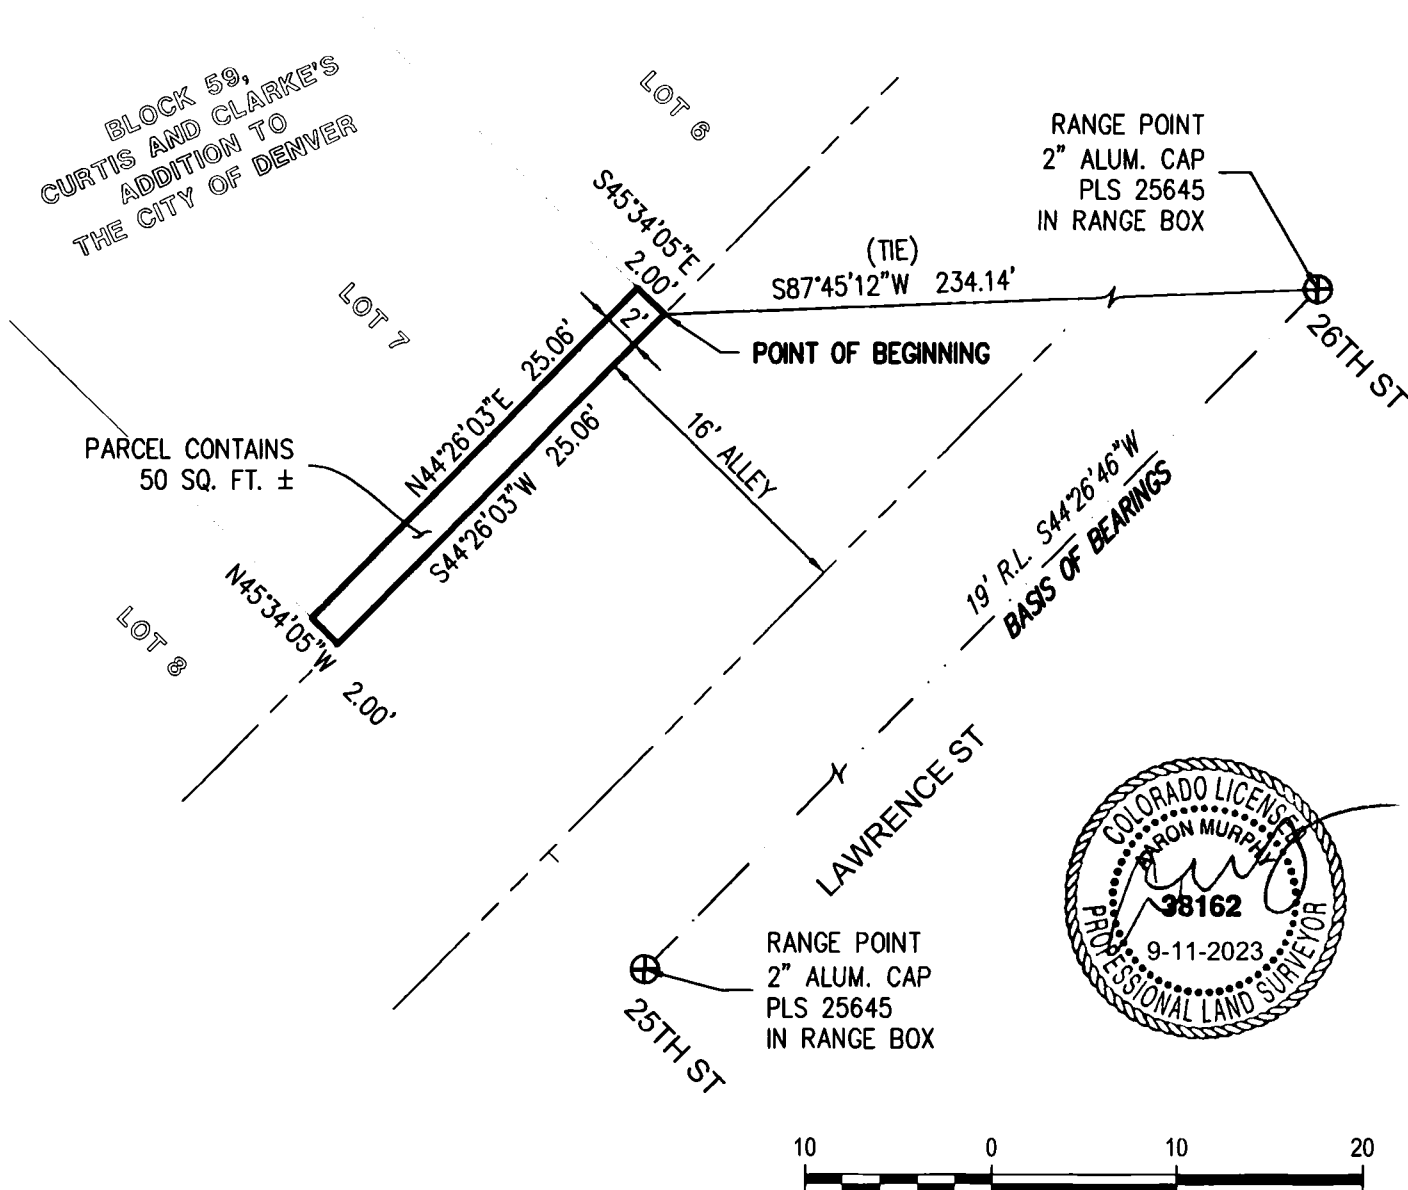 BLOCK 59,
CURTIS AND CLARKE'S
ADDITION TO
THE CITY OF DENVER
LOT 6
RANGE POINT
2" ALUM. CAP
PLS 25645
IN RANGE BOX
S45°34'05"E
2.00'
(TIE)
S87°45'12"W 234.14'
26TH ST
LOT 7
2'
POINT OF BEGINNING
N44°26'03"E 25.06'
S44°26'03"W 25.06'
16' ALLEY
PARCEL CONTAINS
50 SQ. FT. ±
19' R.L. S44°26'46"W
BASIS OF BEARINGS
N45°34'05"W 2.00'
LOT 8
LAWRENCE ST
COLORADO LICENSED
AARON MURPHY
38162
9-11-2023
PROFESSIONAL LAND SURVEYOR
RANGE POINT
2" ALUM. CAP
PLS 25645
IN RANGE BOX
25TH ST
10 0 10 20